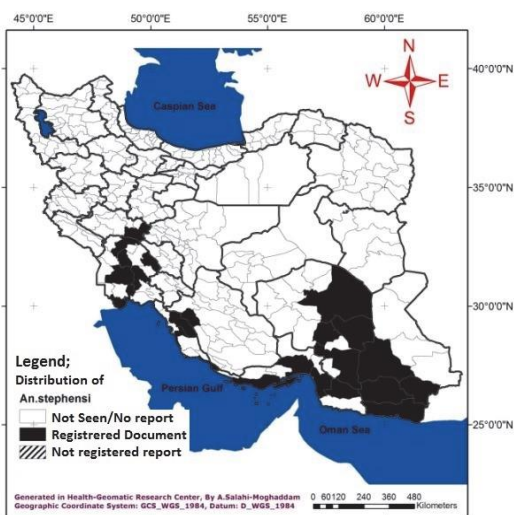 45°0'0"E 50°0'0"E 55°0'0"E 60°0'0"E
N
W E
S
40°0'0"N
35°0'0"N
30°0'0"N
25°0'0"N
Caspian Sea
Persian Gulf
Oman Sea
Legend;
Distribution of
An.stephensi
Not Seen/No report
Registrered Document
Not registered report
Generated in Health-Geomatic Research Center, By A.Salahi-Moghaddam
Geographic Coordinate System: GCS_WGS_1984, Datum: D_WGS_1984
0 60120 240 360 480
Kilometers